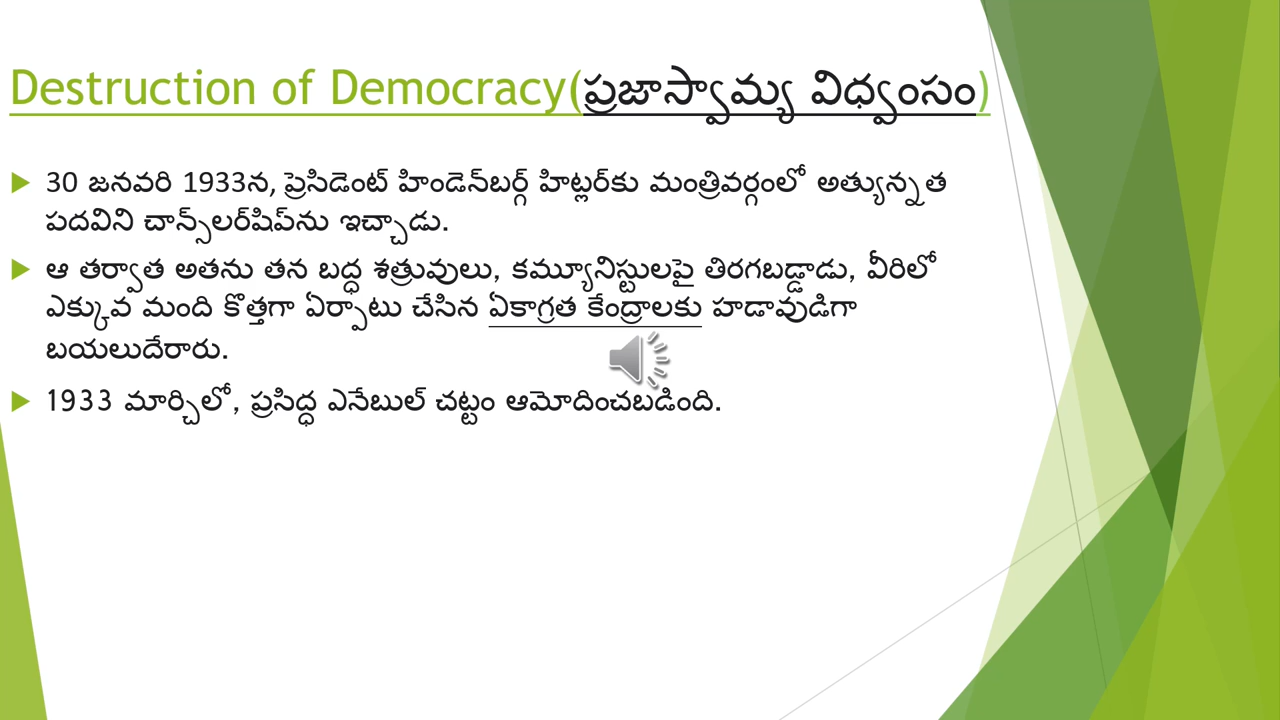 Destruction of Democracy(ప్రజాస్వామ్య విధ్వంసం)
30 జనవరి 1933న, ప్రెసిడెంట్ హిండెన్‌బర్గ్ హిట్లర్‌కు మంత్రివర్గంలో అత్యున్నత
పదవిని చాన్స్‌లర్‌షిప్‌ను ఇచ్చాడు.
ఆ తర్వాత అతను తన బద్ధ శత్రువులు, కమ్యూనిస్టులపై తిరగబడ్డాడు, వీరిలో
ఎక్కువ మంది కొత్తగా ఏర్పాటు చేసిన ఏకాగ్రత కేంద్రాలకు హడావుడిగా
బయలుదేరారు.
1933 మార్చిలో, ప్రసిద్ధ ఎనేబుల్ చట్టం ఆమోదించబడింది.